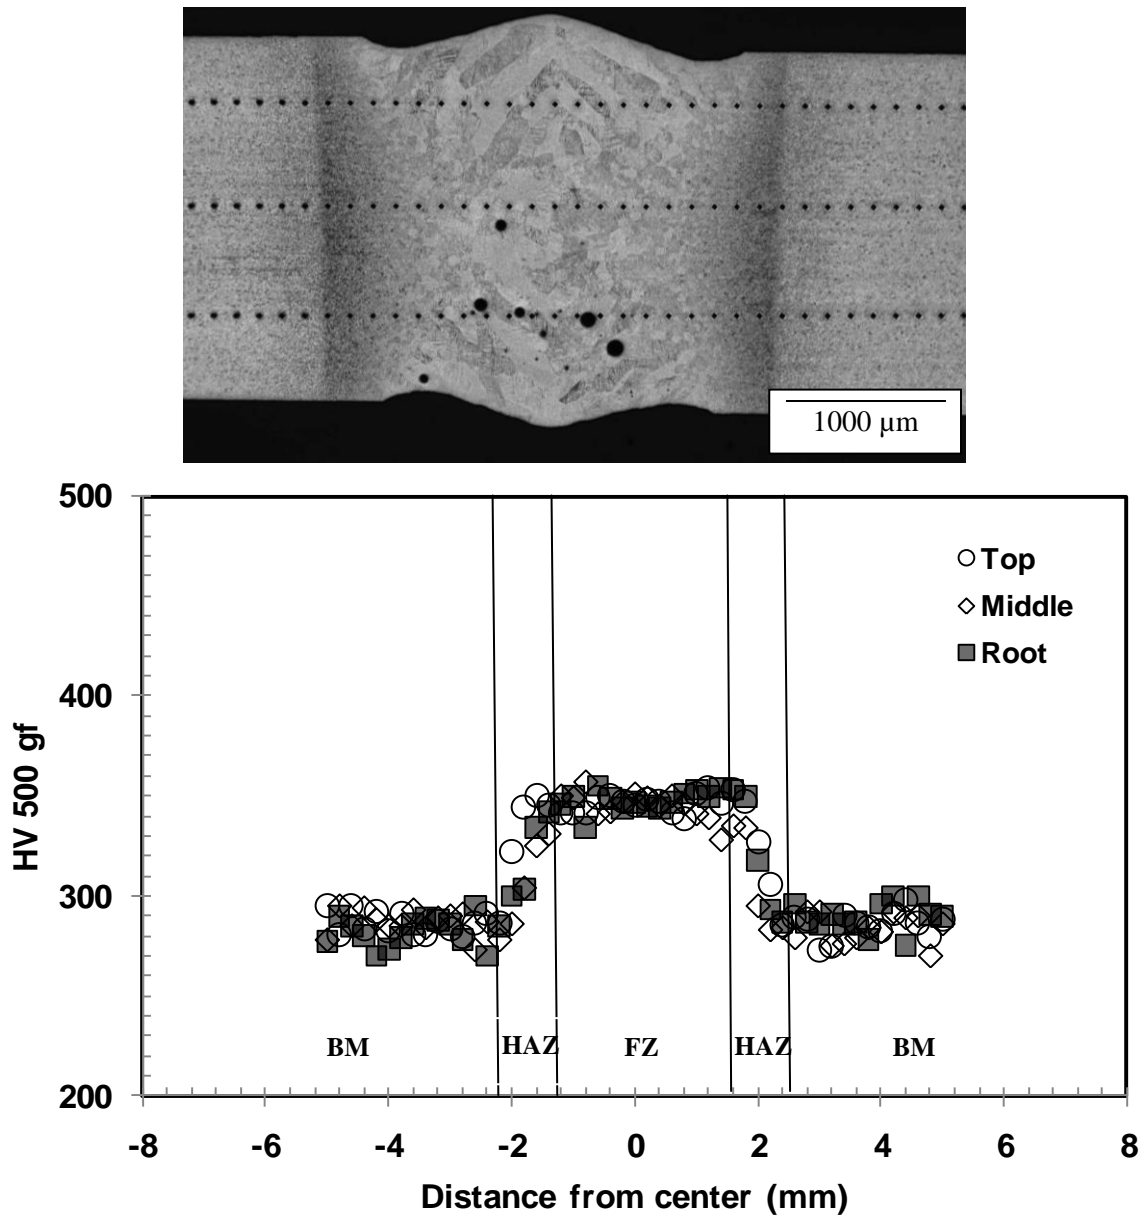 1000 µm
500
400
300
200
HV 500 gf
Top
Middle
Root
BM
HAZ
FZ
HAZ
BM
-8
-6
-4
-2
0
2
4
6
8
Distance from center (mm)